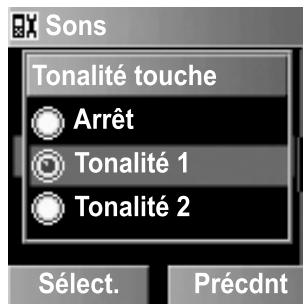 Sons
Tonalité touche
Arrêt
Tonalité 1
Tonalité 2
Sélect. Précdnt